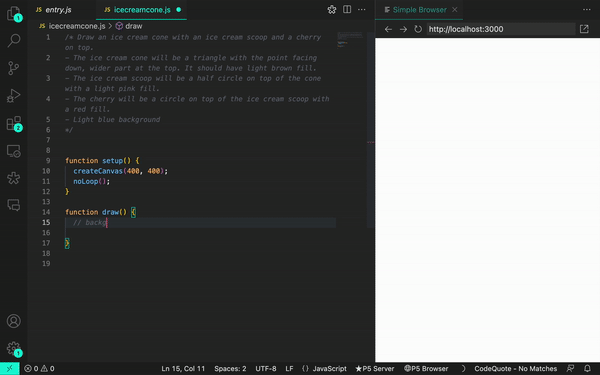 entry.js
icecreamcone.js
Simple Browser
icecreamcone.js > draw
http://localhost:3000
1 /* Draw an ice cream cone with an ice cream scoop and a cherry
on top.
2 - The ice cream cone will be a triangle with the point facing
down, wider part at the top. It should have light brown fill.
3 - The ice cream scoop will be a half circle on top of the cone
with a light pink fill.
4 - The cherry will be a circle on top of the ice cream scoop with
a red fill.
5 - Light blue background
6 */
7
8
9 function setup() {
10 createCanvas(400, 400);
11 noLoop();
12 }
13
14 function draw() {
15 // backg
16
17 }
18
19
1
2
1
0 0
Ln 15, Col 11
Spaces: 2
UTF-8
LF
{} JavaScript
★P5 Server
P5 Browser
CodeQuote - No Matches